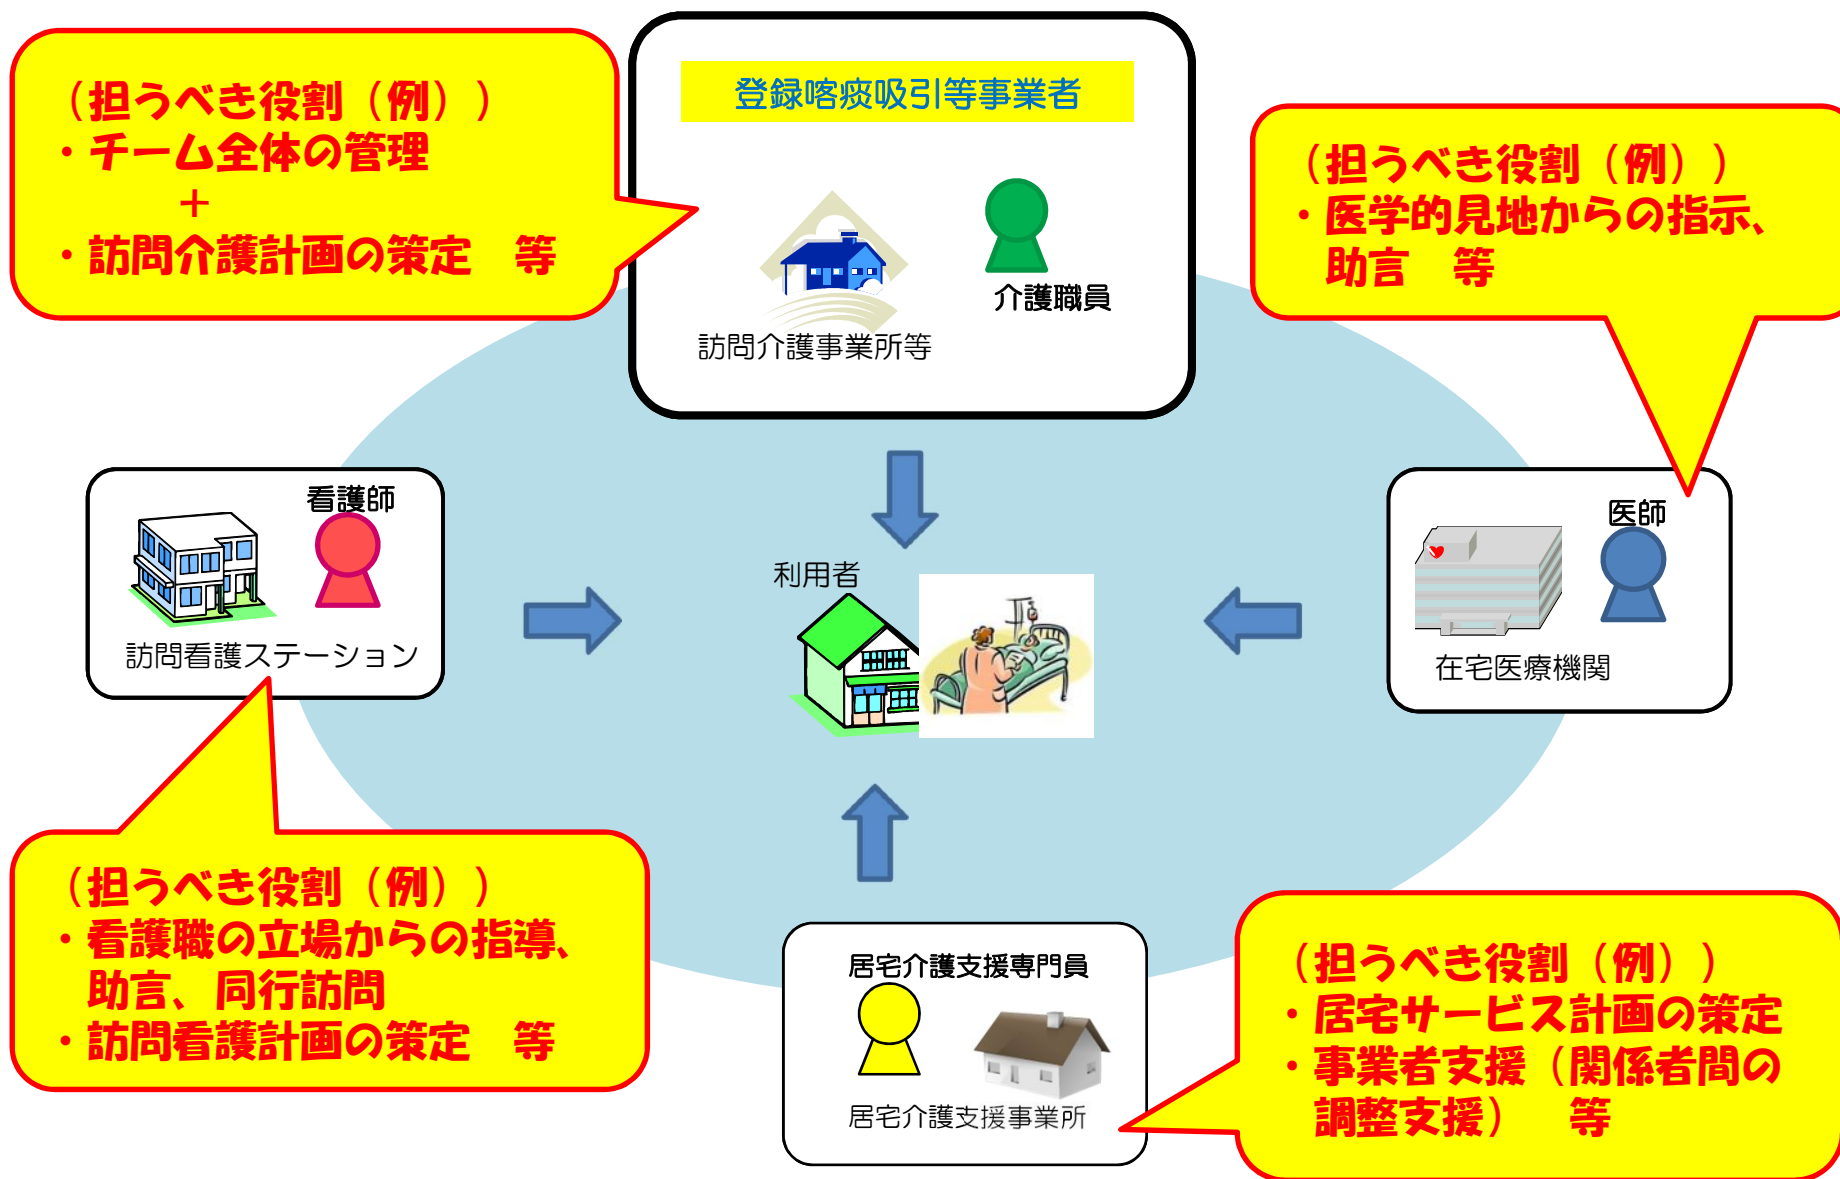 （担うべき役割（例））
・チーム全体の管理
＋
・訪問介護計画の策定　等
登録喀痰吸引等事業者
介護職員
訪問介護事業所等
（担うべき役割（例））
・医学的見地からの指示、
助言　等
看護師
訪問看護ステーション
利用者
医師
在宅医療機関
（担うべき役割（例））
・看護職の立場からの指導、
助言、同行訪問
・訪問看護計画の策定　等
居宅介護支援専門員
居宅介護支援事業所
（担うべき役割（例））
・居宅サービス計画の策定
・事業者支援（関係者間の
調整支援）　等